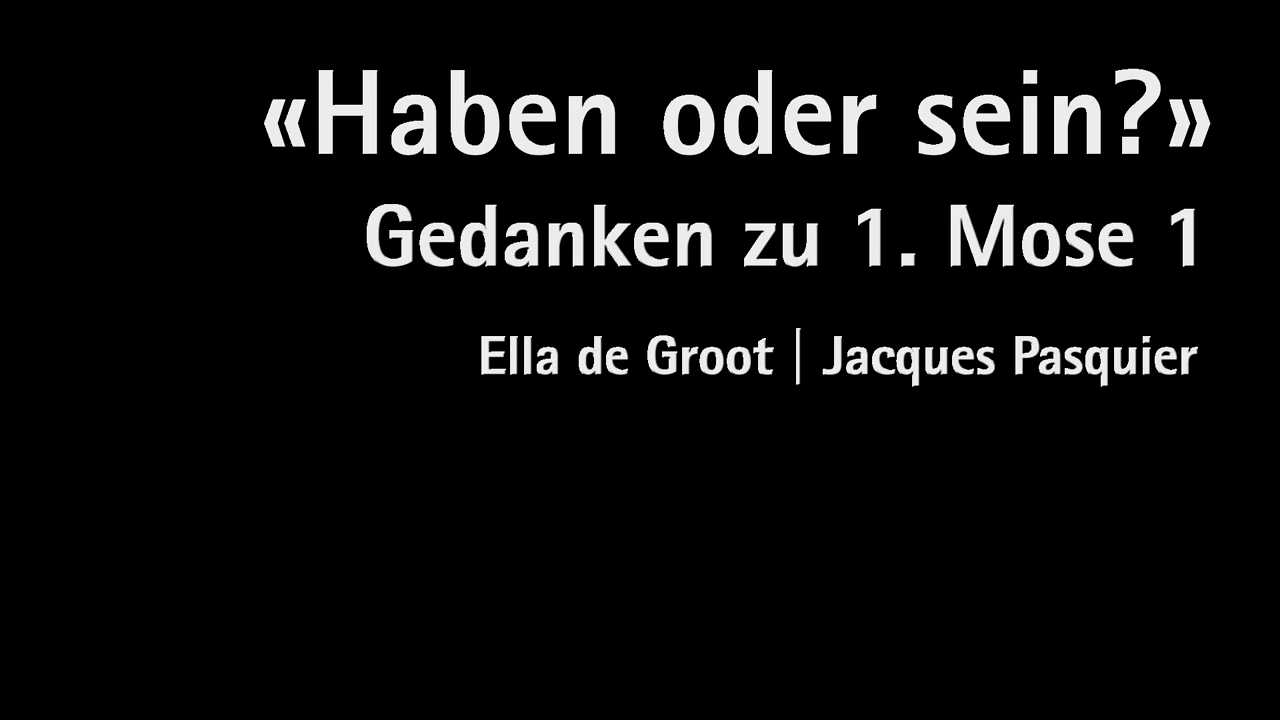 «Haben oder sein?»
Gedanken zu 1. Mose 1
Ella de Groot | Jacques Pasquier